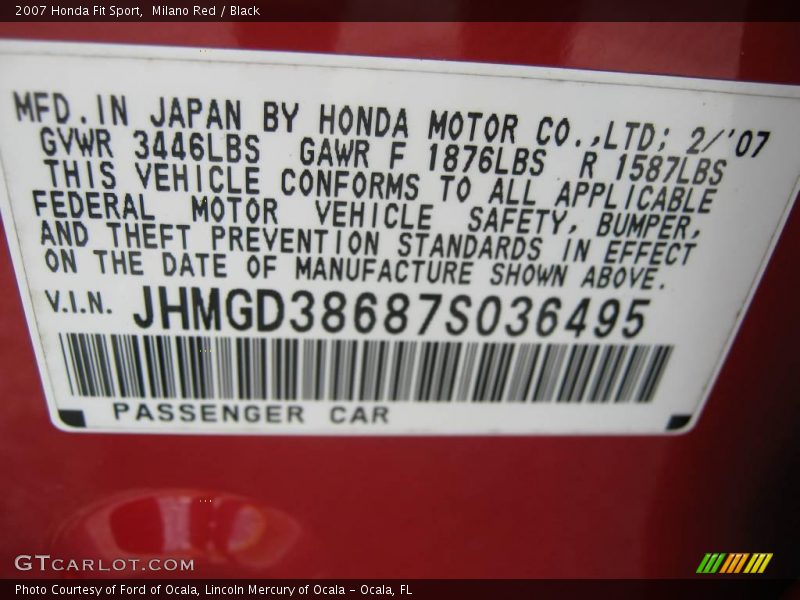 2007 Honda Fit Sport,  Milano Red / Black
MFD. IN JAPAN BY HONDA MOTOR CO.,LTD; 2/'07
GVWR 3446LBS GAWR F 1876LBS R 1587LBS
THIS VEHICLE CONFORMS TO ALL APPLICABLE
FEDERAL MOTOR VEHICLE SAFETY, BUMPER,
AND THEFT PREVENTION STANDARDS IN EFFECT
ON THE DATE OF MANUFACTURE SHOWN ABOVE.
V.I.N. JHMGD38687S036495
PASSENGER CAR
GTCARLOT.COM
Photo Courtesy of Ford of Ocala, Lincoln Mercury of Ocala – Ocala, FL